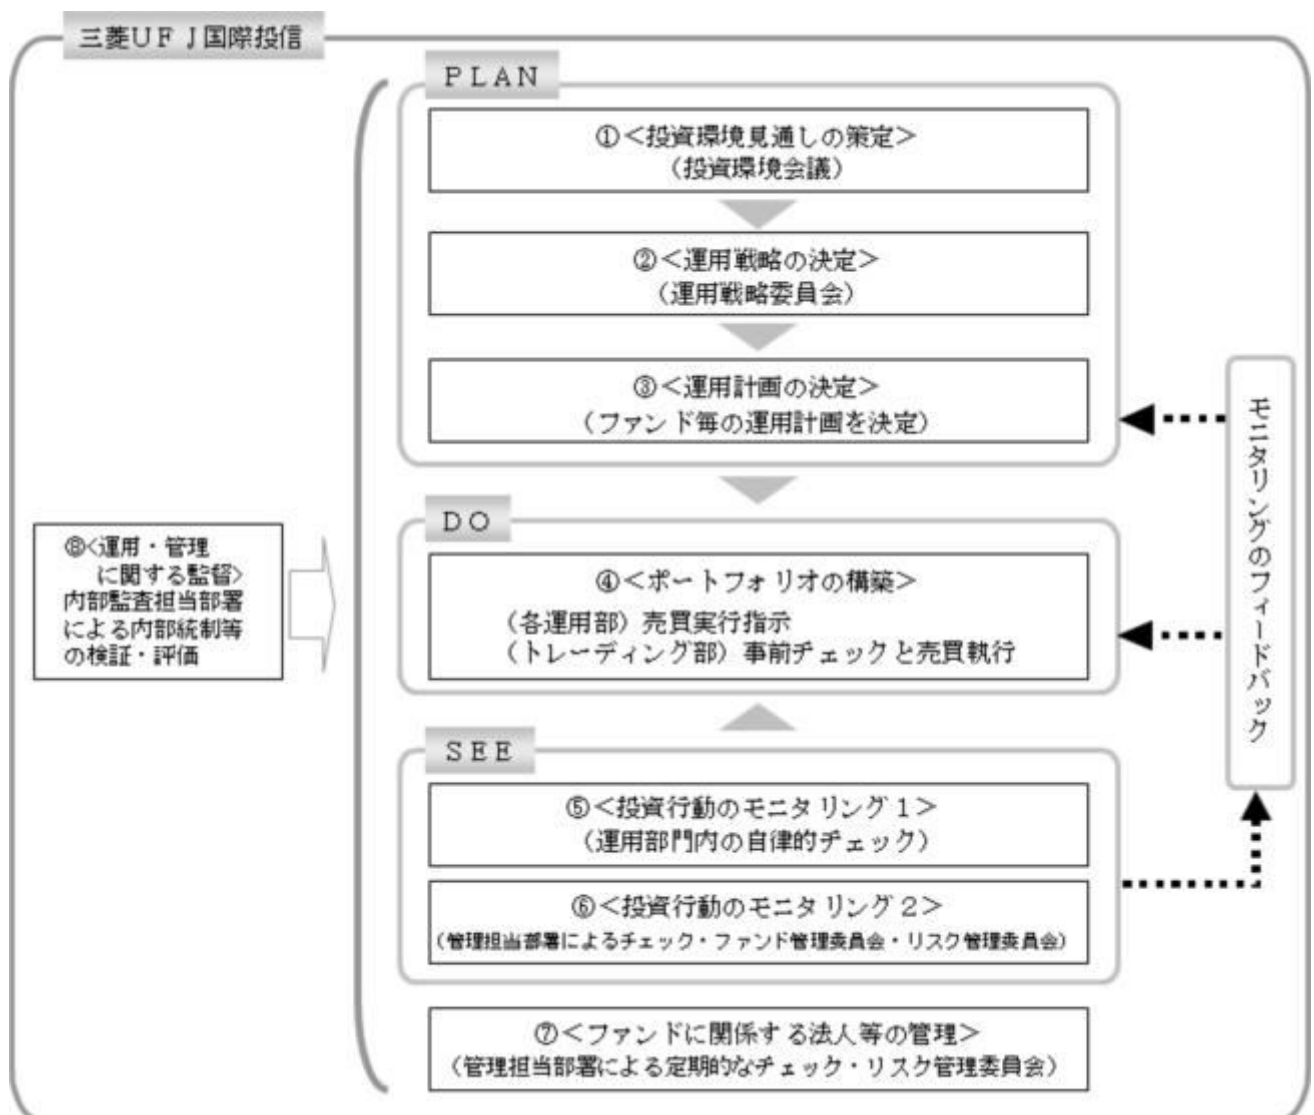 三菱ＵＦＪ国際投信
ＰＬＡＮ
①＜投資環境見通しの策定＞
（投資環境会議）
②＜運用戦略の決定＞
（運用戦略委員会）
③＜運用計画の決定＞
（ファンド毎の運用計画を決定）
ＤＯ
④＜ポートフォリオの構築＞
（各運用部）売買実行指示
（トレーディング部）事前チェックと売買執行
ＳＥＥ
⑤＜投資行動のモニタリング１＞
（運用部門内の自律的チェック）
⑥＜投資行動のモニタリング２＞
（管理担当部署によるチェック・ファンド管理委員会・リスク管理委員会）
⑦＜ファンドに関係する法人等の管理＞
（管理担当部署による定期的なチェック・リスク管理委員会）
⑧<運用・管理
に関する監督>
内部監査担当部署
による内部統制等
の検証・評価
モニタリングのフィードバック